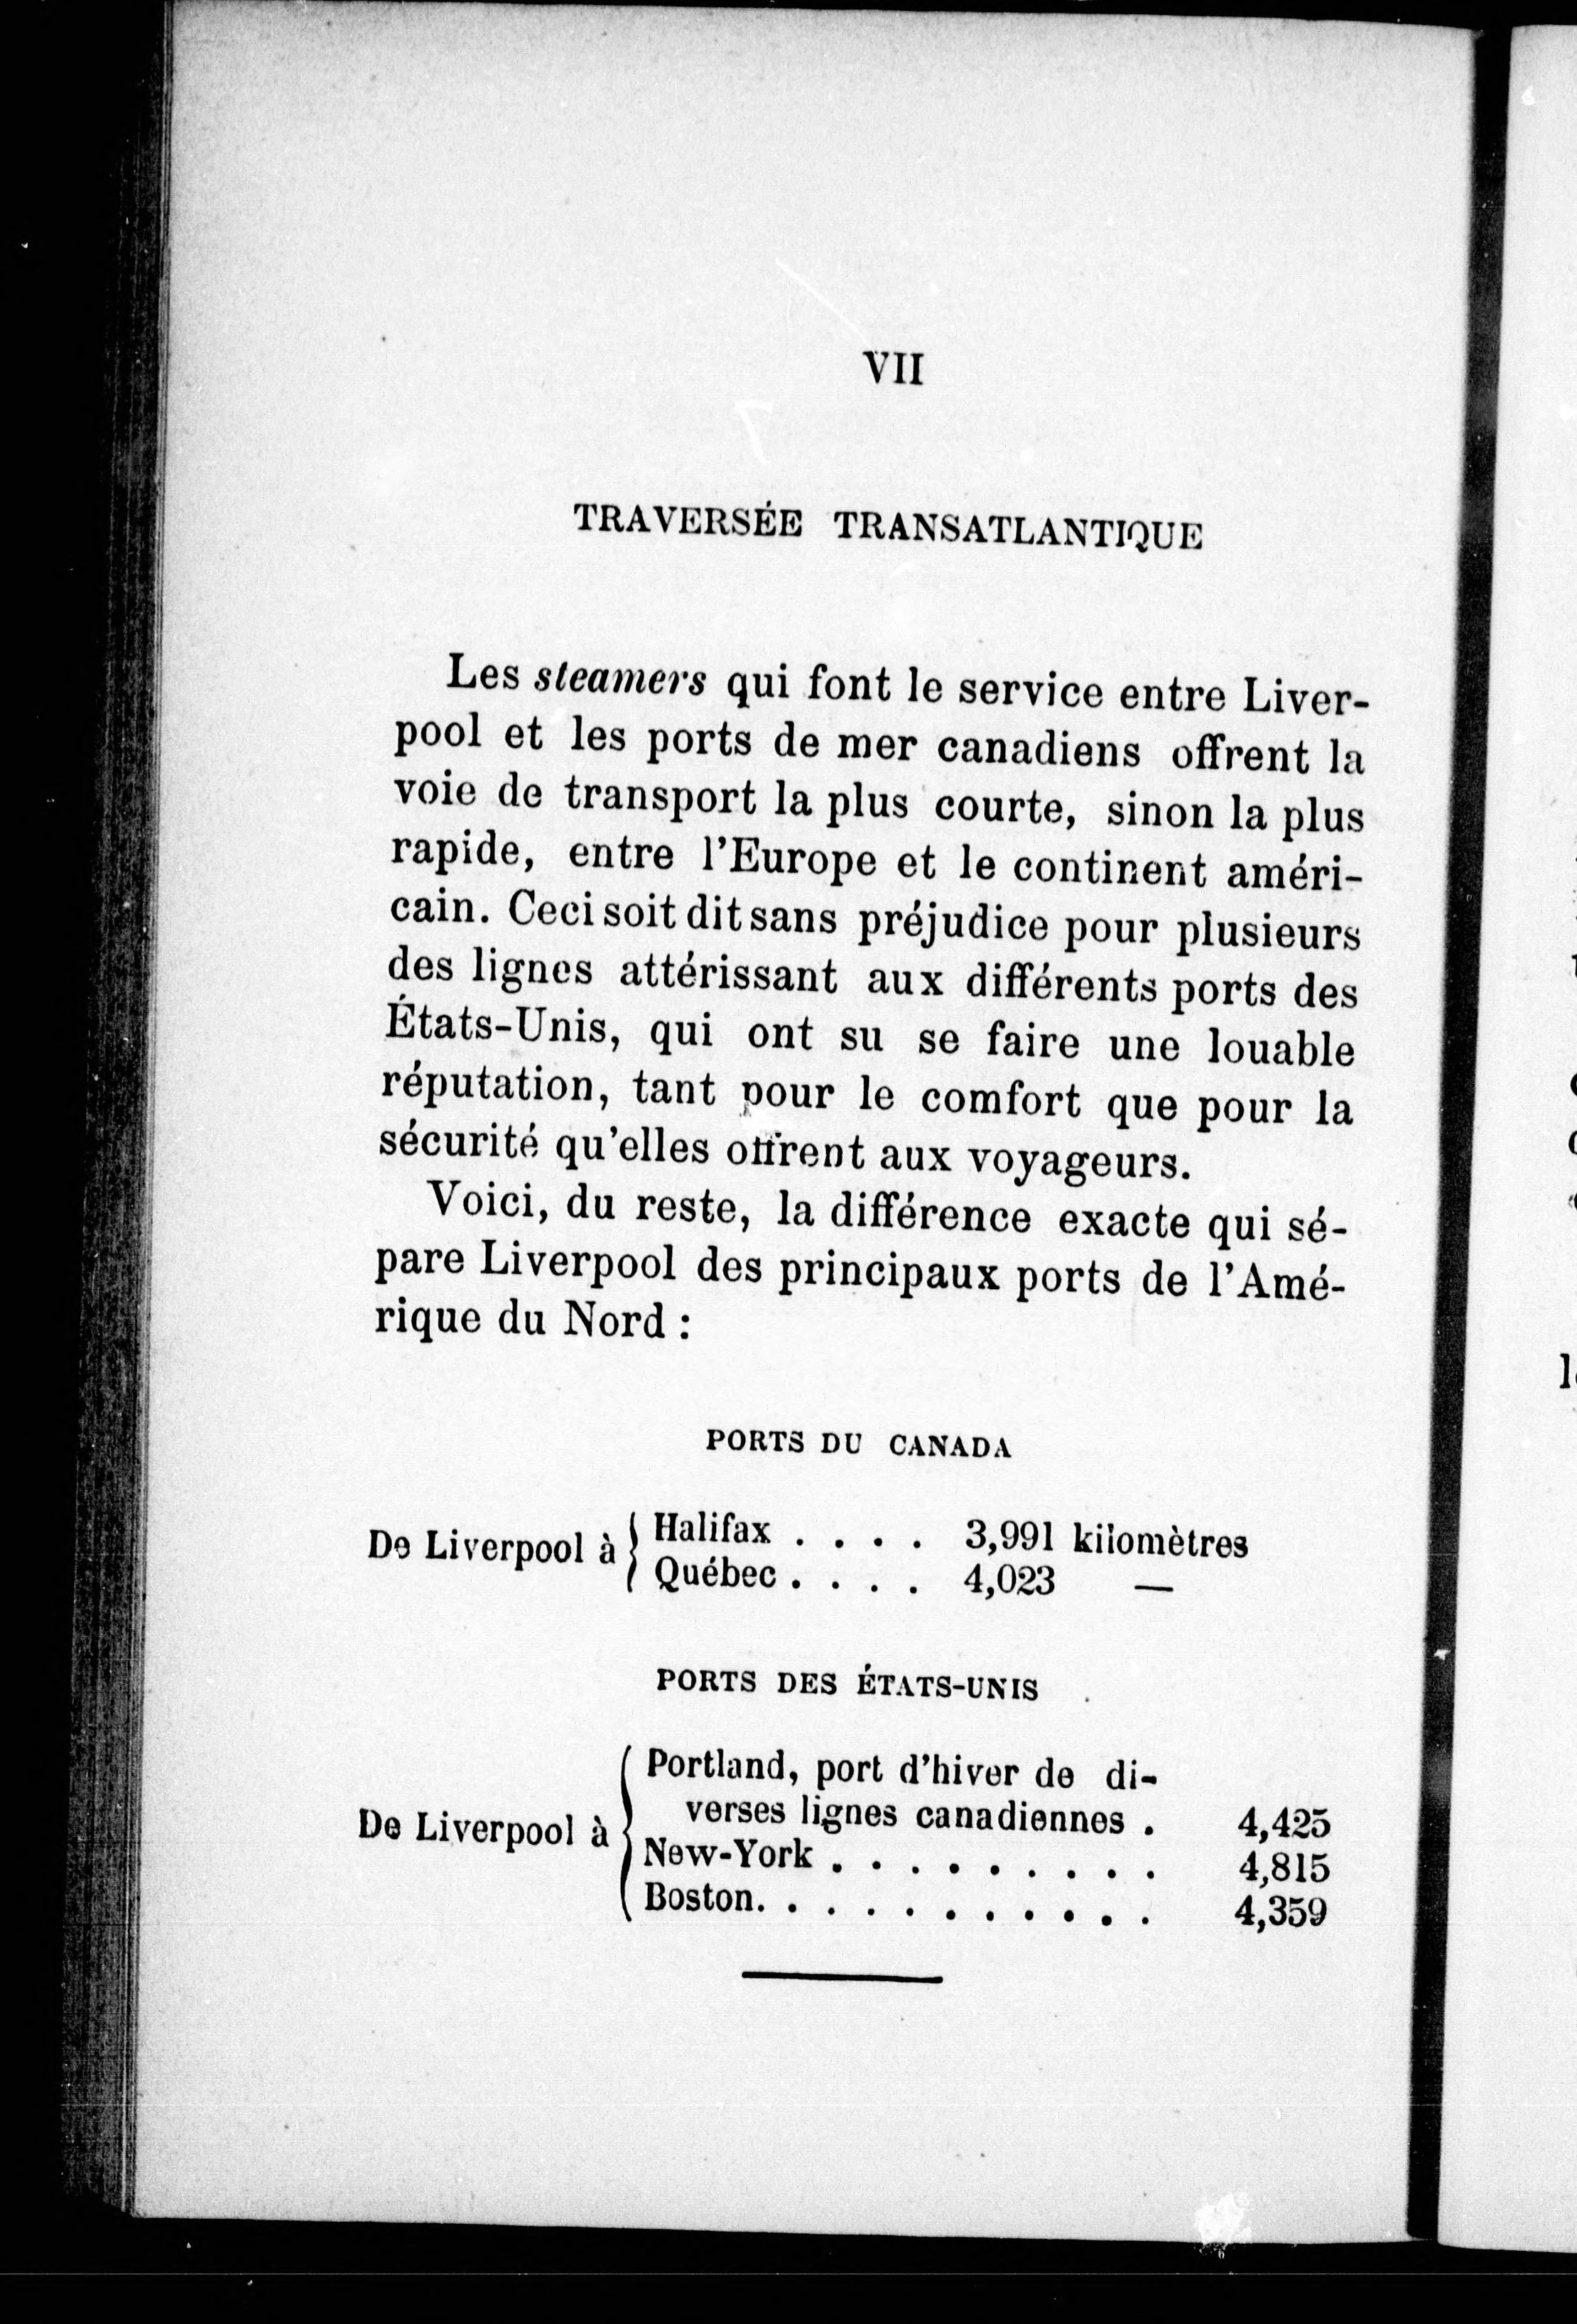 VII
TRAVERSÉE TRANSATLANTIQUE
Les steamers qui font le service entre Liver-
pool et les ports de mer canadiens offrent la
voie de transport la plus courte, sinon la plus
rapide, entre l'Europe et le continent améri-
cain. Ceci soit dit sans préjudice pour plusieurs
des lignes attérissant aux différents ports des
États-Unis, qui ont su se faire une louable
réputation, tant pour le comfort que pour la
sécurité qu'elles offrent aux voyageurs.
Voici, du reste, la différence exacte qui sé-
pare Liverpool des principaux ports de l'Amé-
rique du Nord :
PORTS DU CANADA
De Liverpool à { Halifax . . . . 3,991 kilomètres
Québec . . . . 4,023 —
PORTS DES ÉTATS-UNIS
De Liverpool à { Portland, port d'hiver de di-
verses lignes canadiennes . 4,425
New-York . . . . . . . . . 4,815
Boston. . . . . . . . . . . 4,359